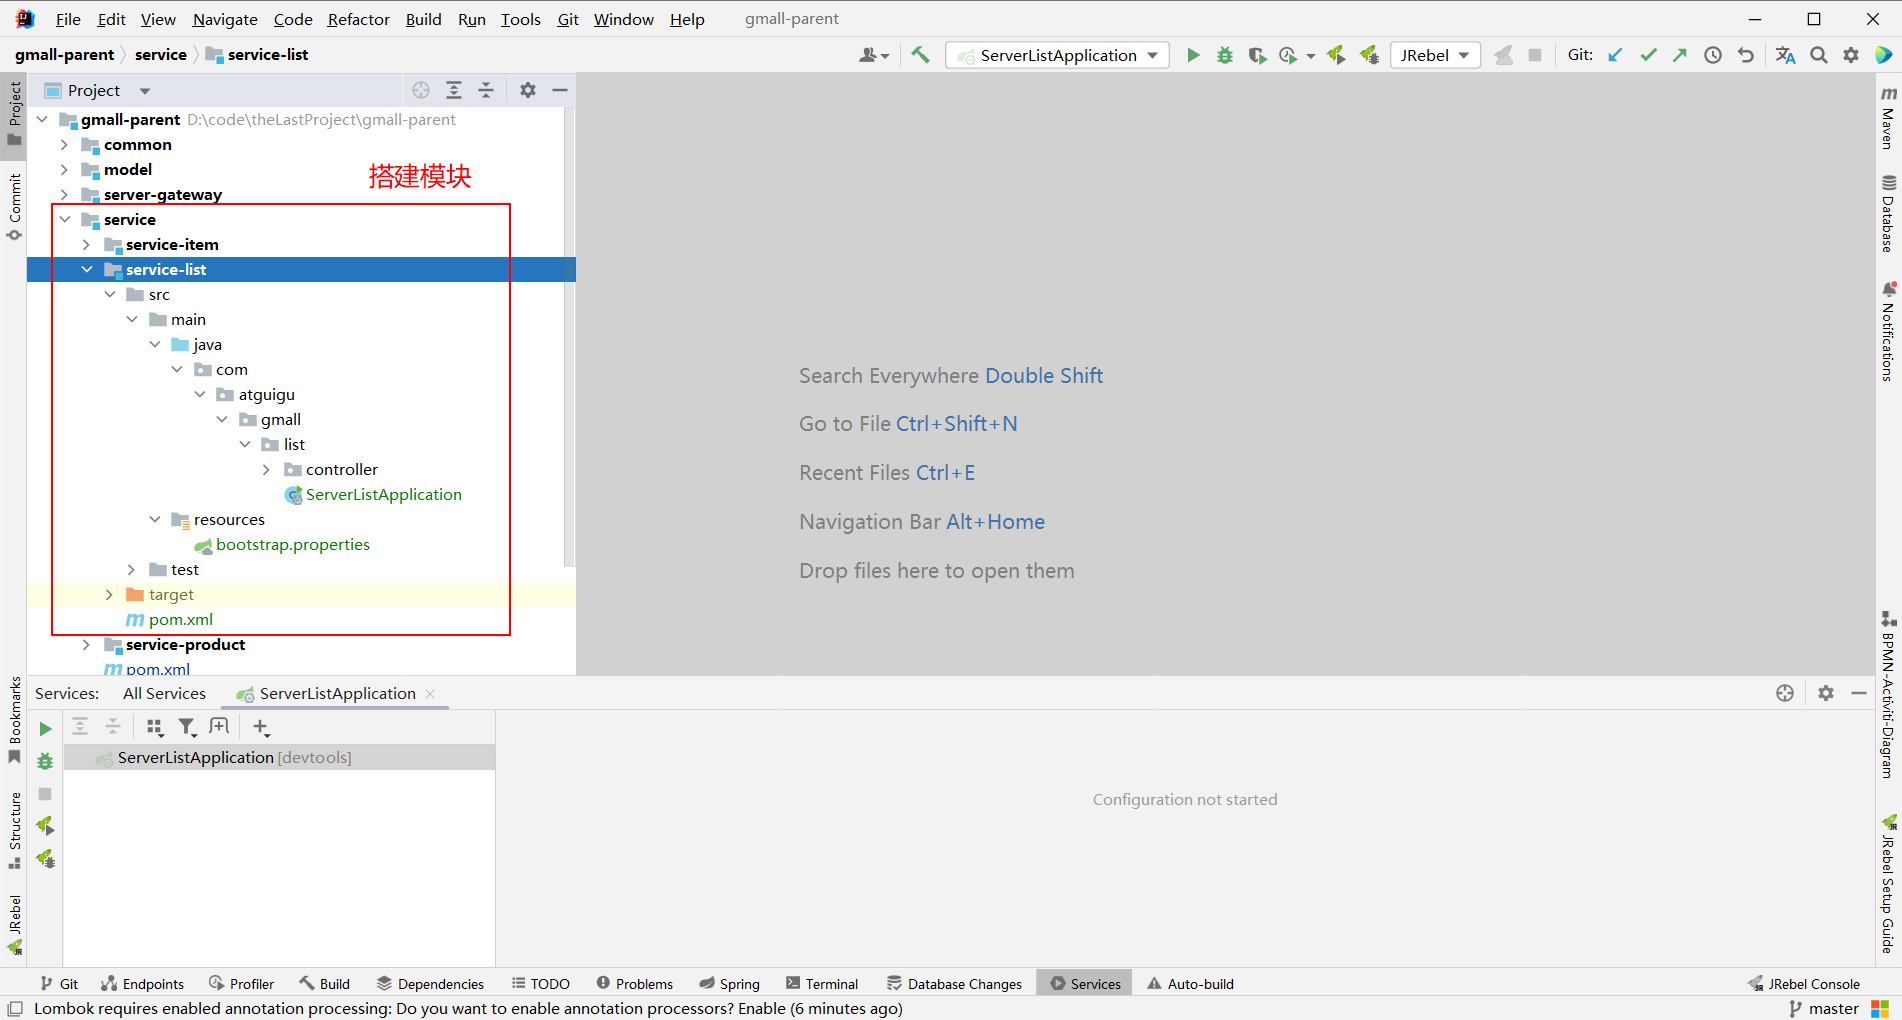 File Edit View Navigate Code Refactor Build Run Tools Git Window Help gmall-parent
gmall-parent service service-list
ServerListApplication JRebel Git:
Project
gmall-parent D:\code\theLastProject\gmall-parent
common
model
搭建模块
server-gateway
service
service-item
service-list
src
main
java
com
atguigu
gmall
list
controller
ServerListApplication
resources
bootstrap.properties
test
target
pom.xml
service-product
pom.xml
Search Everywhere Double Shift
Go to File Ctrl+Shift+N
Recent Files Ctrl+E
Navigation Bar Alt+Home
Drop files here to open them
Project
Commit
Bookmarks
Structure
JRebel
Maven
Database
Notifications
BPMN-Activiti-Diagram
JRebel Setup Guide
Services: All Services ServerListApplication
ServerListApplication [devtools]
Configuration not started
Git Endpoints Profiler Build Dependencies TODO Problems Spring Terminal Database Changes Services Auto-build JRebel Console
Lombok requires enabled annotation processing: Do you want to enable annotation processors? Enable (6 minutes ago) master